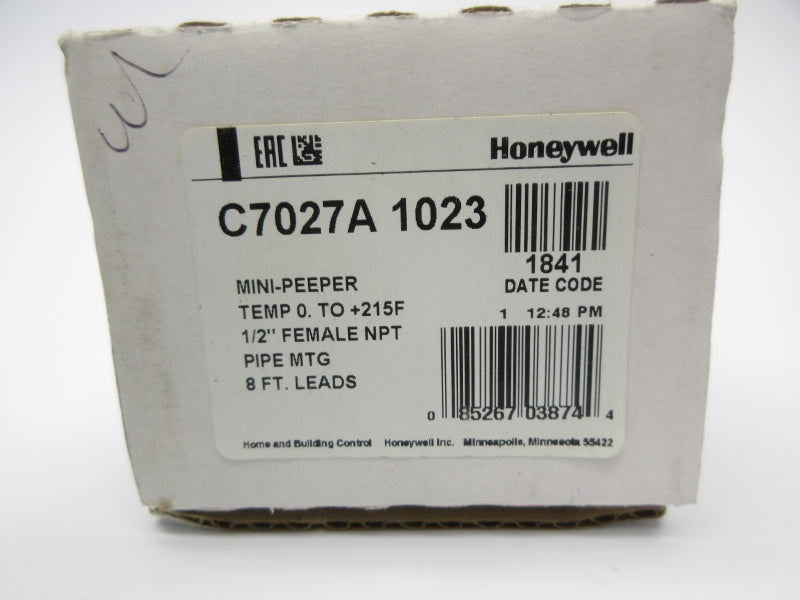 EAC
Honeywell
C7027A 1023
1841
DATE CODE
MINI-PEEPER
TEMP 0. TO +215F
1/2" FEMALE NPT
PIPE MTG
8 FT. LEADS
1 12:48 PM
0 85267 03874 4
Home and Building Control Honeywell Inc. Minneapolis, Minnesota 55422